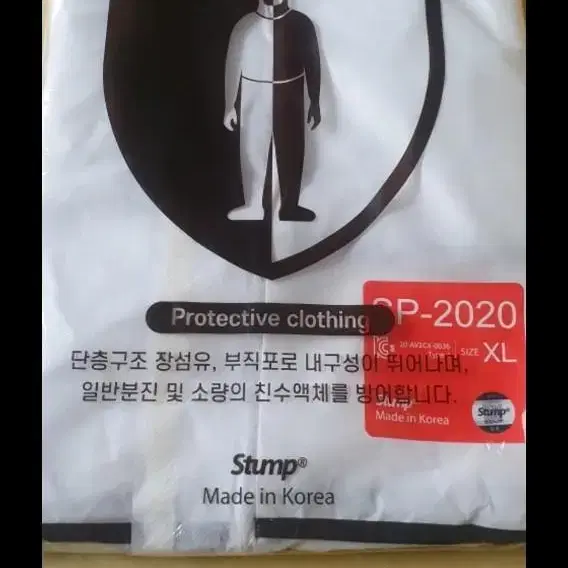 Protective clothing
SP-2020
SIZE XL
단층구조 장섬유, 부직포로 내구성이 뛰어나며,
일반분진 및 소량의 친수액체를 방어합니다.
Stump
Made in Korea
Stump®
Stump®
Made in Korea